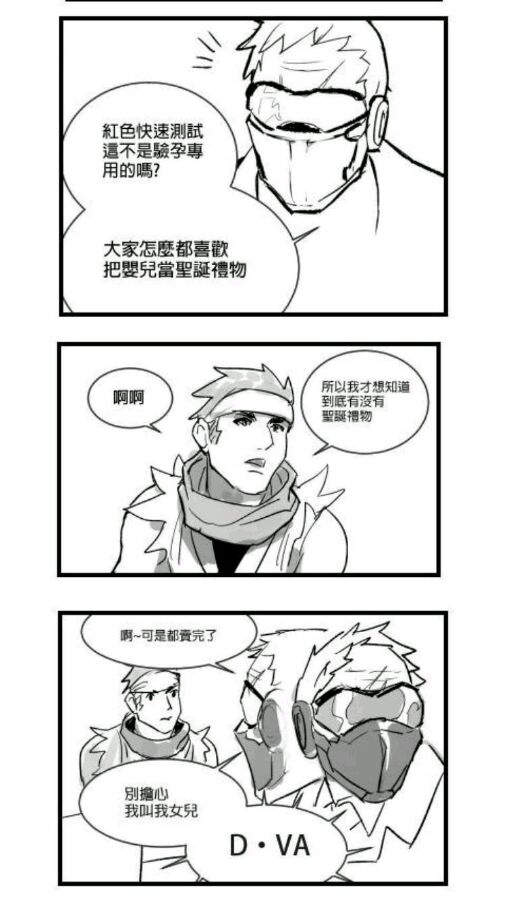 紅色快速測試
這不是驗孕專
用的嗎?
大家怎麼都喜歡
把嬰兒當聖誕禮物
啊啊
所以我才想知道
到底有沒有
聖誕禮物
啊~可是都賣完了
別擔心
我叫我女兒
D・VA